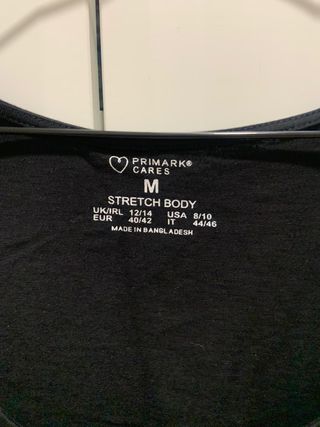 PRIMARK®
CARES
M
STRETCH BODY
UK/IRL 12/14 USA 8/10
EUR 40/42 IT 44/46
MADE IN BANGLADESH